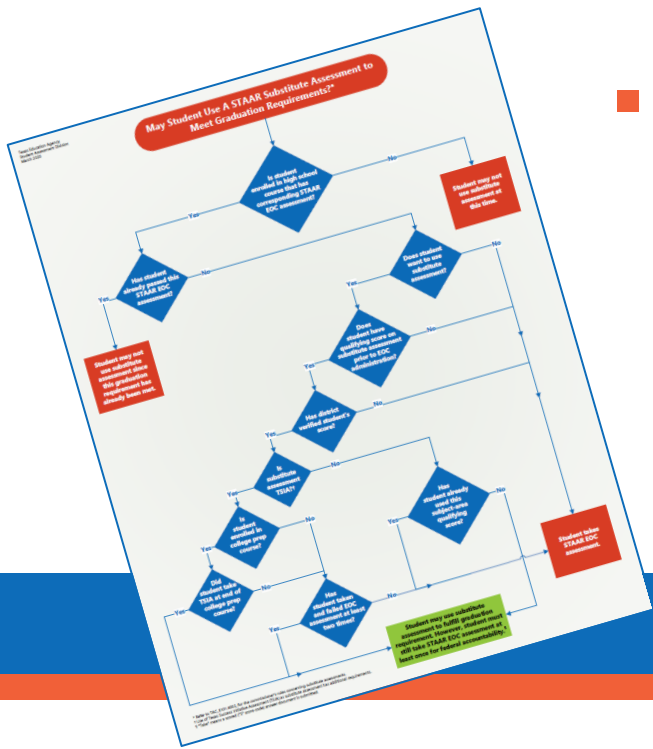 May Student Use A STAAR Substitute Assessment to
Meet Graduation Requirements?*
Texas Education Agency
Student Assessment Division
March 2020
Is student
enrolled in high school
course that has
corresponding STAAR
EOC assessment?
No
Student may not
use substitute
assessment at
this time.
Yes
Has student
already passed this
STAAR EOC
assessment?
No
Does student
want to use
substitute
assessment?
No
Yes
Yes
Student may not
use substitute
assessment since
this graduation
requirement has
already been met.
Does
student have
qualifying score on
substitute assessment
prior to EOC
administration?
No
Yes
Has district
verified student's
score?
No
Yes
Is
substitute
assessment
TSIA?†
No
Yes
Has
student already
used this
subject-area
qualifying
score?
No
Yes
Is
student
enrolled in
college prep
course?
No
Yes
Student takes
STAAR EOC
assessment.
Did
student take
TSIA at end of
college prep
course?
No
Yes
Has
student taken
and failed EOC
assessment at least
two times?
No
Yes
Student may use substitute
assessment to fulfill graduation
requirement. However, student must
still take STAAR EOC assessment at
least once for federal accountability.